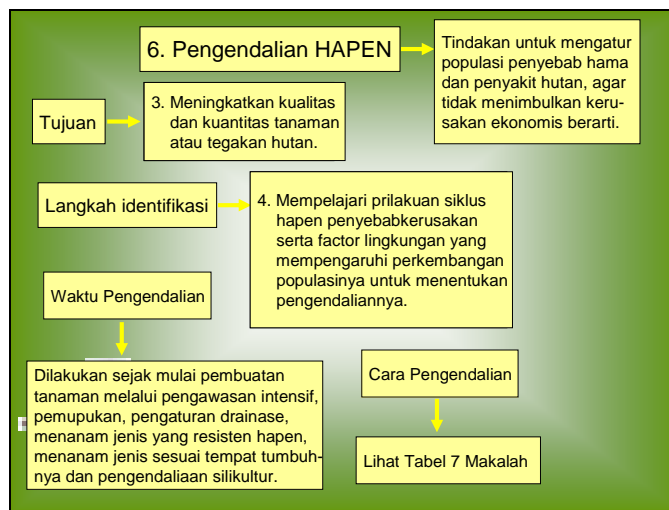 6. Pengendalian HAPEN
Tindakan untuk mengatur
populasi penyebab hama
dan penyakit hutan, agar
tidak menimbulkan keru-
sakan ekonomis berarti.
Tujuan
3. Meningkatkan kualitas
dan kuantitas tanaman
atau tegakan hutan.
Langkah identifikasi
4. Mempelajari prilakuan siklus
hapen penyebabkerusakan
serta factor lingkungan yang
mempengaruhi perkembangan
populasinya untuk menentukan
pengendaliannya.
Waktu Pengendalian
Dilakukan sejak mulai pembuatan
tanaman melalui pengawasan intensif,
pemupukan, pengaturan drainase,
menanam jenis yang resisten hapen,
menanam jenis sesuai tempat tumbuh-
nya dan pengendaliaan silikultur.
Cara Pengendalian
Lihat Tabel 7 Makalah